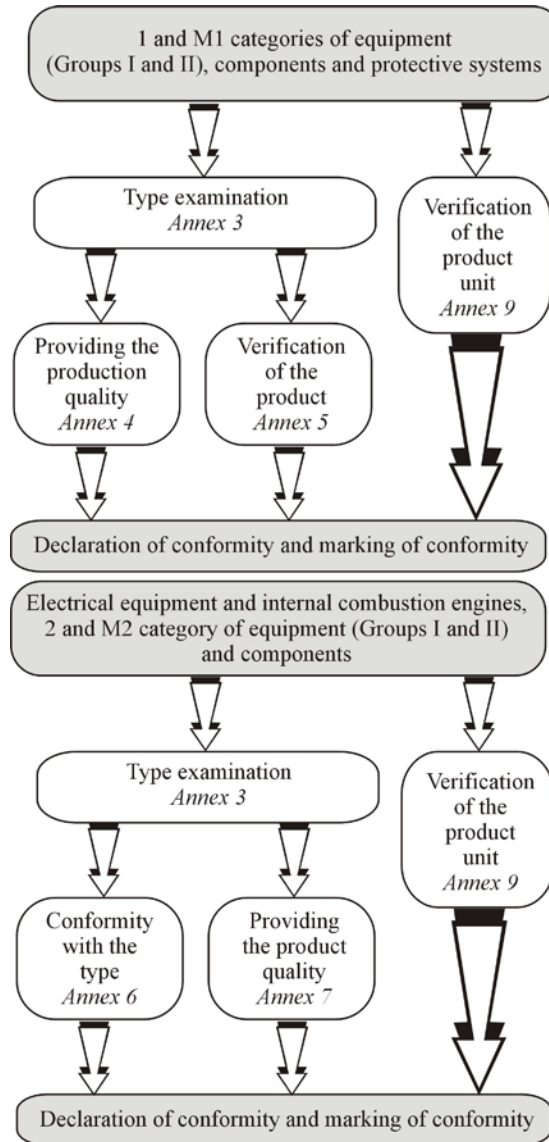 1 and M1 categories of equipment
(Groups I and II), components and protective systems
Type examination
Annex 3
Verification
of the
product
unit
Annex 9
Providing the
production
quality
Annex 4
Verification
of the
product
Annex 5
Declaration of conformity and marking of conformity
Electrical equipment and internal combustion engines,
2 and M2 category of equipment (Groups I and II)
and components
Type examination
Annex 3
Verification
of the
product
unit
Annex 9
Conformity
with the
type
Annex 6
Providing
the product
quality
Annex 7
Declaration of conformity and marking of conformity